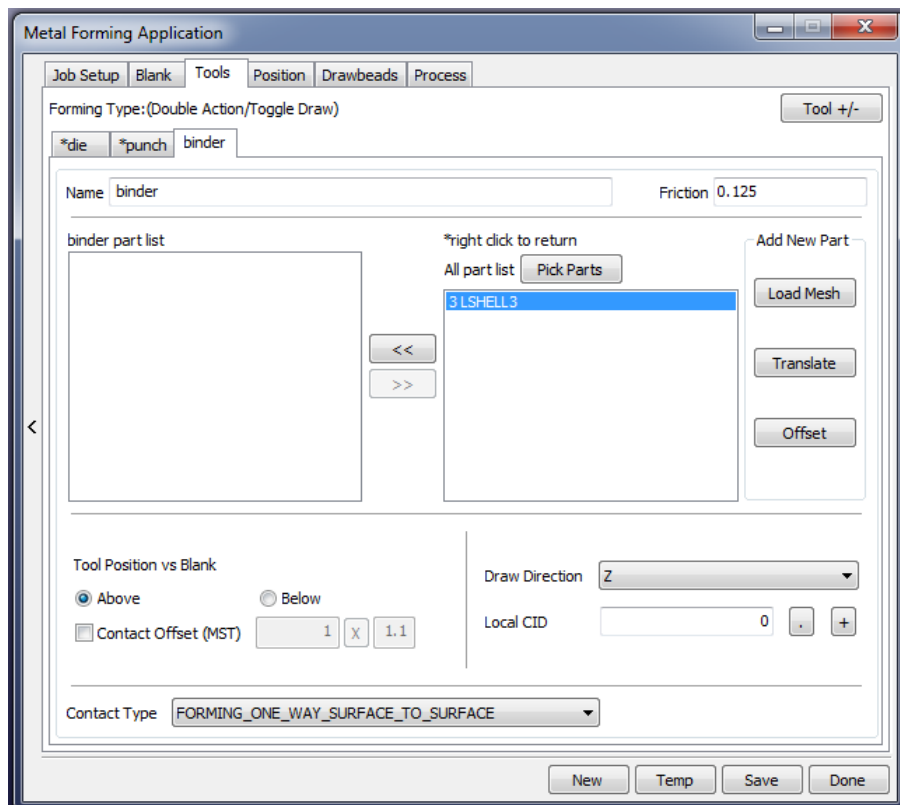 Metal Forming Application
Job Setup Blank Tools Position Drawbeads Process
Forming Type:(Double Action/Toggle Draw) Tool +/-
*die *punch binder
Name binder Friction 0.125
binder part list *right click to return Add New Part
All part list Pick Parts
3 LSHELL3 Load Mesh
<<
Translate
>>
<
Offset
Tool Position vs Blank
Draw Direction Z
Above Below
Local CID 0 . +
Contact Offset (MST) 1 X 1.1
Contact Type FORMING_ONE_WAY_SURFACE_TO_SURFACE
New Temp Save Done